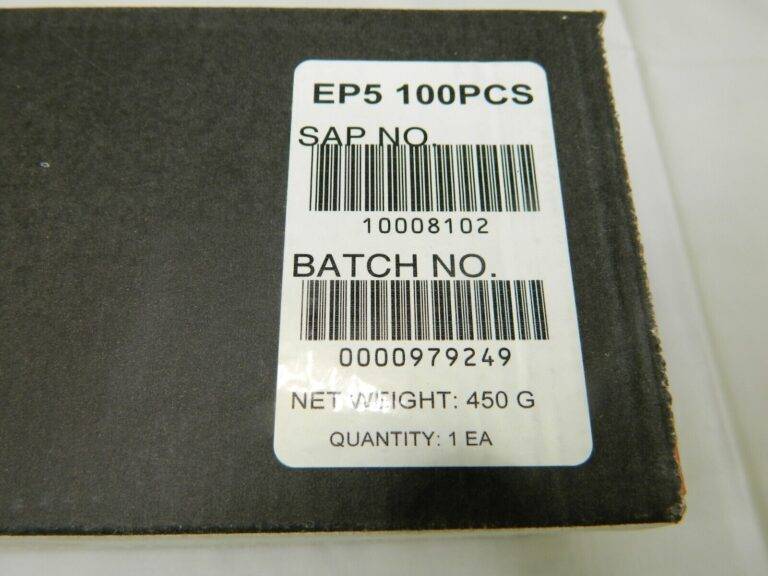 EP5 100PCS
SAP NO.
10008102
BATCH NO.
0000979249
NET WEIGHT: 450 G
QUANTITY: 1 EA